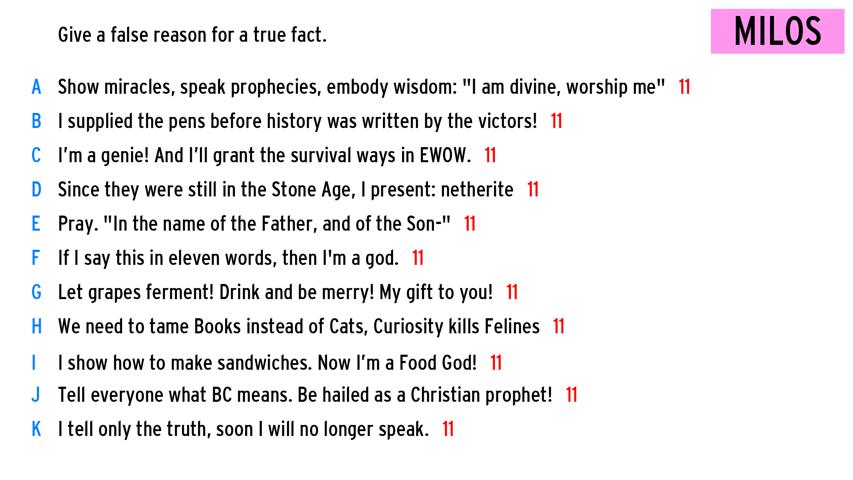 Give a false reason for a true fact.
MILOS
A Show miracles, speak prophecies, embody wisdom: "I am divine, worship me" 11
B I supplied the pens before history was written by the victors! 11
C I'm a genie! And I'll grant the survival ways in EWOW. 11
D Since they were still in the Stone Age, I present: netherite 11
E Pray. "In the name of the Father, and of the Son-" 11
F If I say this in eleven words, then I'm a god. 11
G Let grapes ferment! Drink and be merry! My gift to you! 11
H We need to tame Books instead of Cats, Curiosity kills Felines 11
I I show how to make sandwiches. Now I'm a Food God! 11
J Tell everyone what BC means. Be hailed as a Christian prophet! 11
K I tell only the truth, soon I will no longer speak. 11